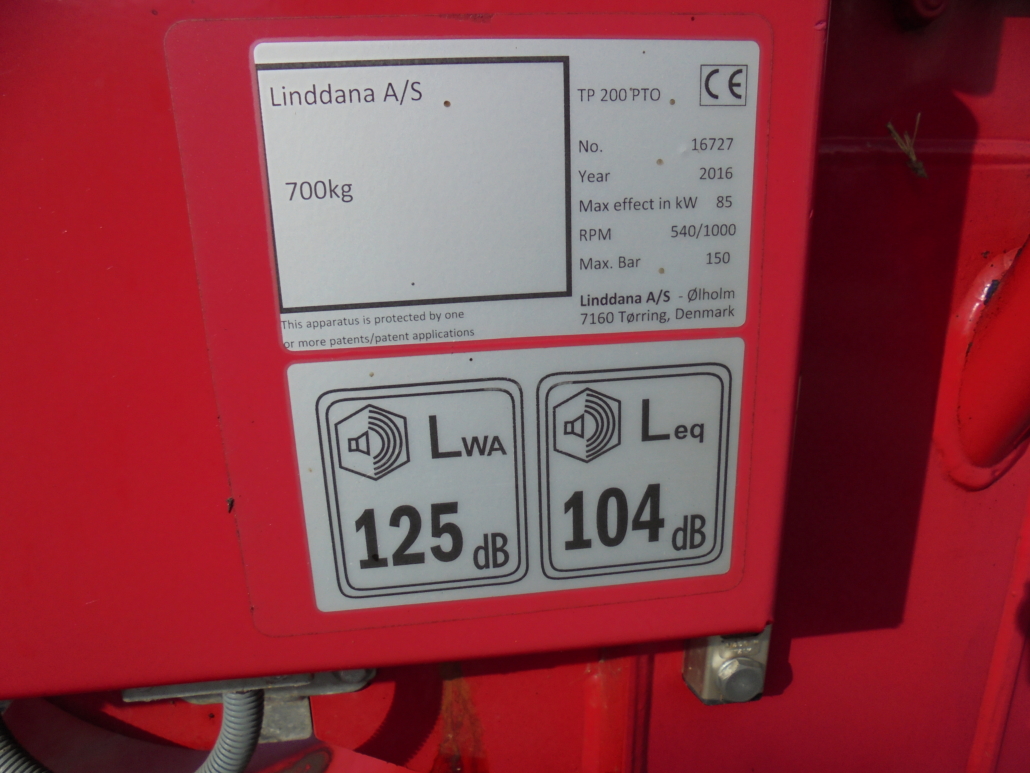 Linddana A/S
700kg
This apparatus is protected by one
or more patents/patent applications
TP 200 PTO CE
No. 16727
Year 2016
Max effect in kW 85
RPM 540/1000
Max. Bar 150
Linddana A/S - Ølholm
7160 Tørring, Denmark
LWA
125 dB
Leq
104 dB